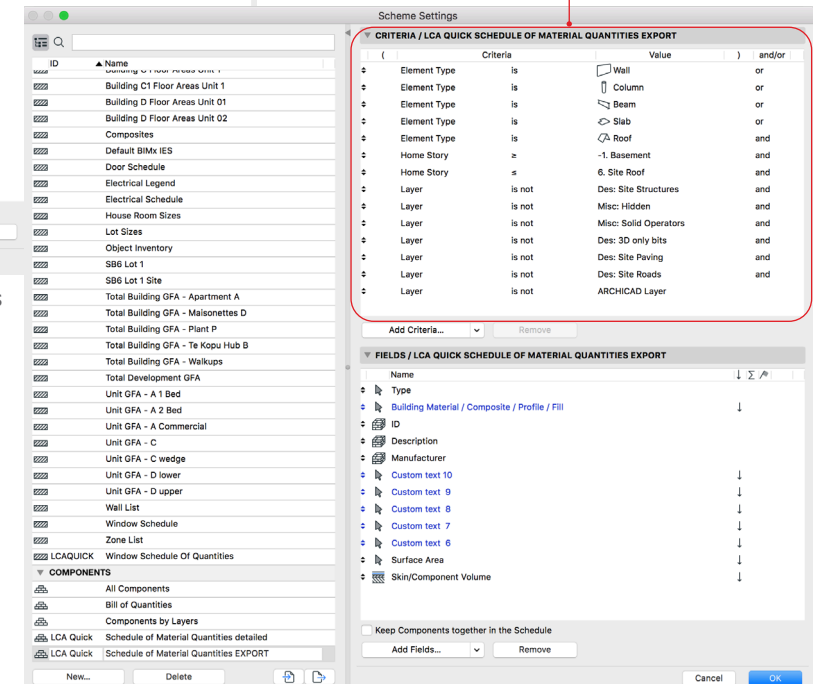 Scheme Settings
ID Name
Building C Floor Areas Unit 1
Building C1 Floor Areas Unit 1
Building D Floor Areas Unit 01
Building D Floor Areas Unit 02
Composites
Default BIMx IES
Door Schedule
Electrical Legend
Electrical Schedule
House Room Sizes
Lot Sizes
Object Inventory
SB6 Lot 1
SB6 Lot 1 Site
Total Building GFA - Apartment A
Total Building GFA - Maisonettes D
Total Building GFA - Plant P
Total Building GFA - Te Kopu Hub B
Total Building GFA - Walkups
Total Development GFA
Unit GFA - A 1 Bed
Unit GFA - A 2 Bed
Unit GFA - A Commercial
Unit GFA - C
Unit GFA - C wedge
Unit GFA - D lower
Unit GFA - D upper
Wall List
Window Schedule
Zone List
LCAQUICK Window Schedule Of Quantities
COMPONENTS
All Components
Bill of Quantities
Components by Layers
LCA Quick Schedule of Material Quantities detailed
LCA Quick Schedule of Material Quantities EXPORT
New... Delete
CRITERIA / LCA QUICK SCHEDULE OF MATERIAL QUANTITIES EXPORT
( Criteria Value ) and/or
Element Type is Wall or
Element Type is Column or
Element Type is Beam or
Element Type is Slab or
Element Type is Roof and
Home Story ≥ -1. Basement and
Home Story ≤ 6. Site Roof and
Layer is not Des: Site Structures and
Layer is not Misc: Hidden and
Layer is not Misc: Solid Operators and
Layer is not Des: 3D only bits and
Layer is not Des: Site Paving and
Layer is not Des: Site Roads and
Layer is not ARCHICAD Layer
Add Criteria... Remove
FIELDS / LCA QUICK SCHEDULE OF MATERIAL QUANTITIES EXPORT
Name ↓ Σ
Type
Building Material / Composite / Profile / Fill ↓
ID
Description
Manufacturer
Custom text 10 ↓
Custom text 9 ↓
Custom text 8 ↓
Custom text 7 ↓
Custom text 6 ↓
Surface Area ↓
Skin/Component Volume ↓
Keep Components together in the Schedule
Add Fields... Remove
Cancel OK